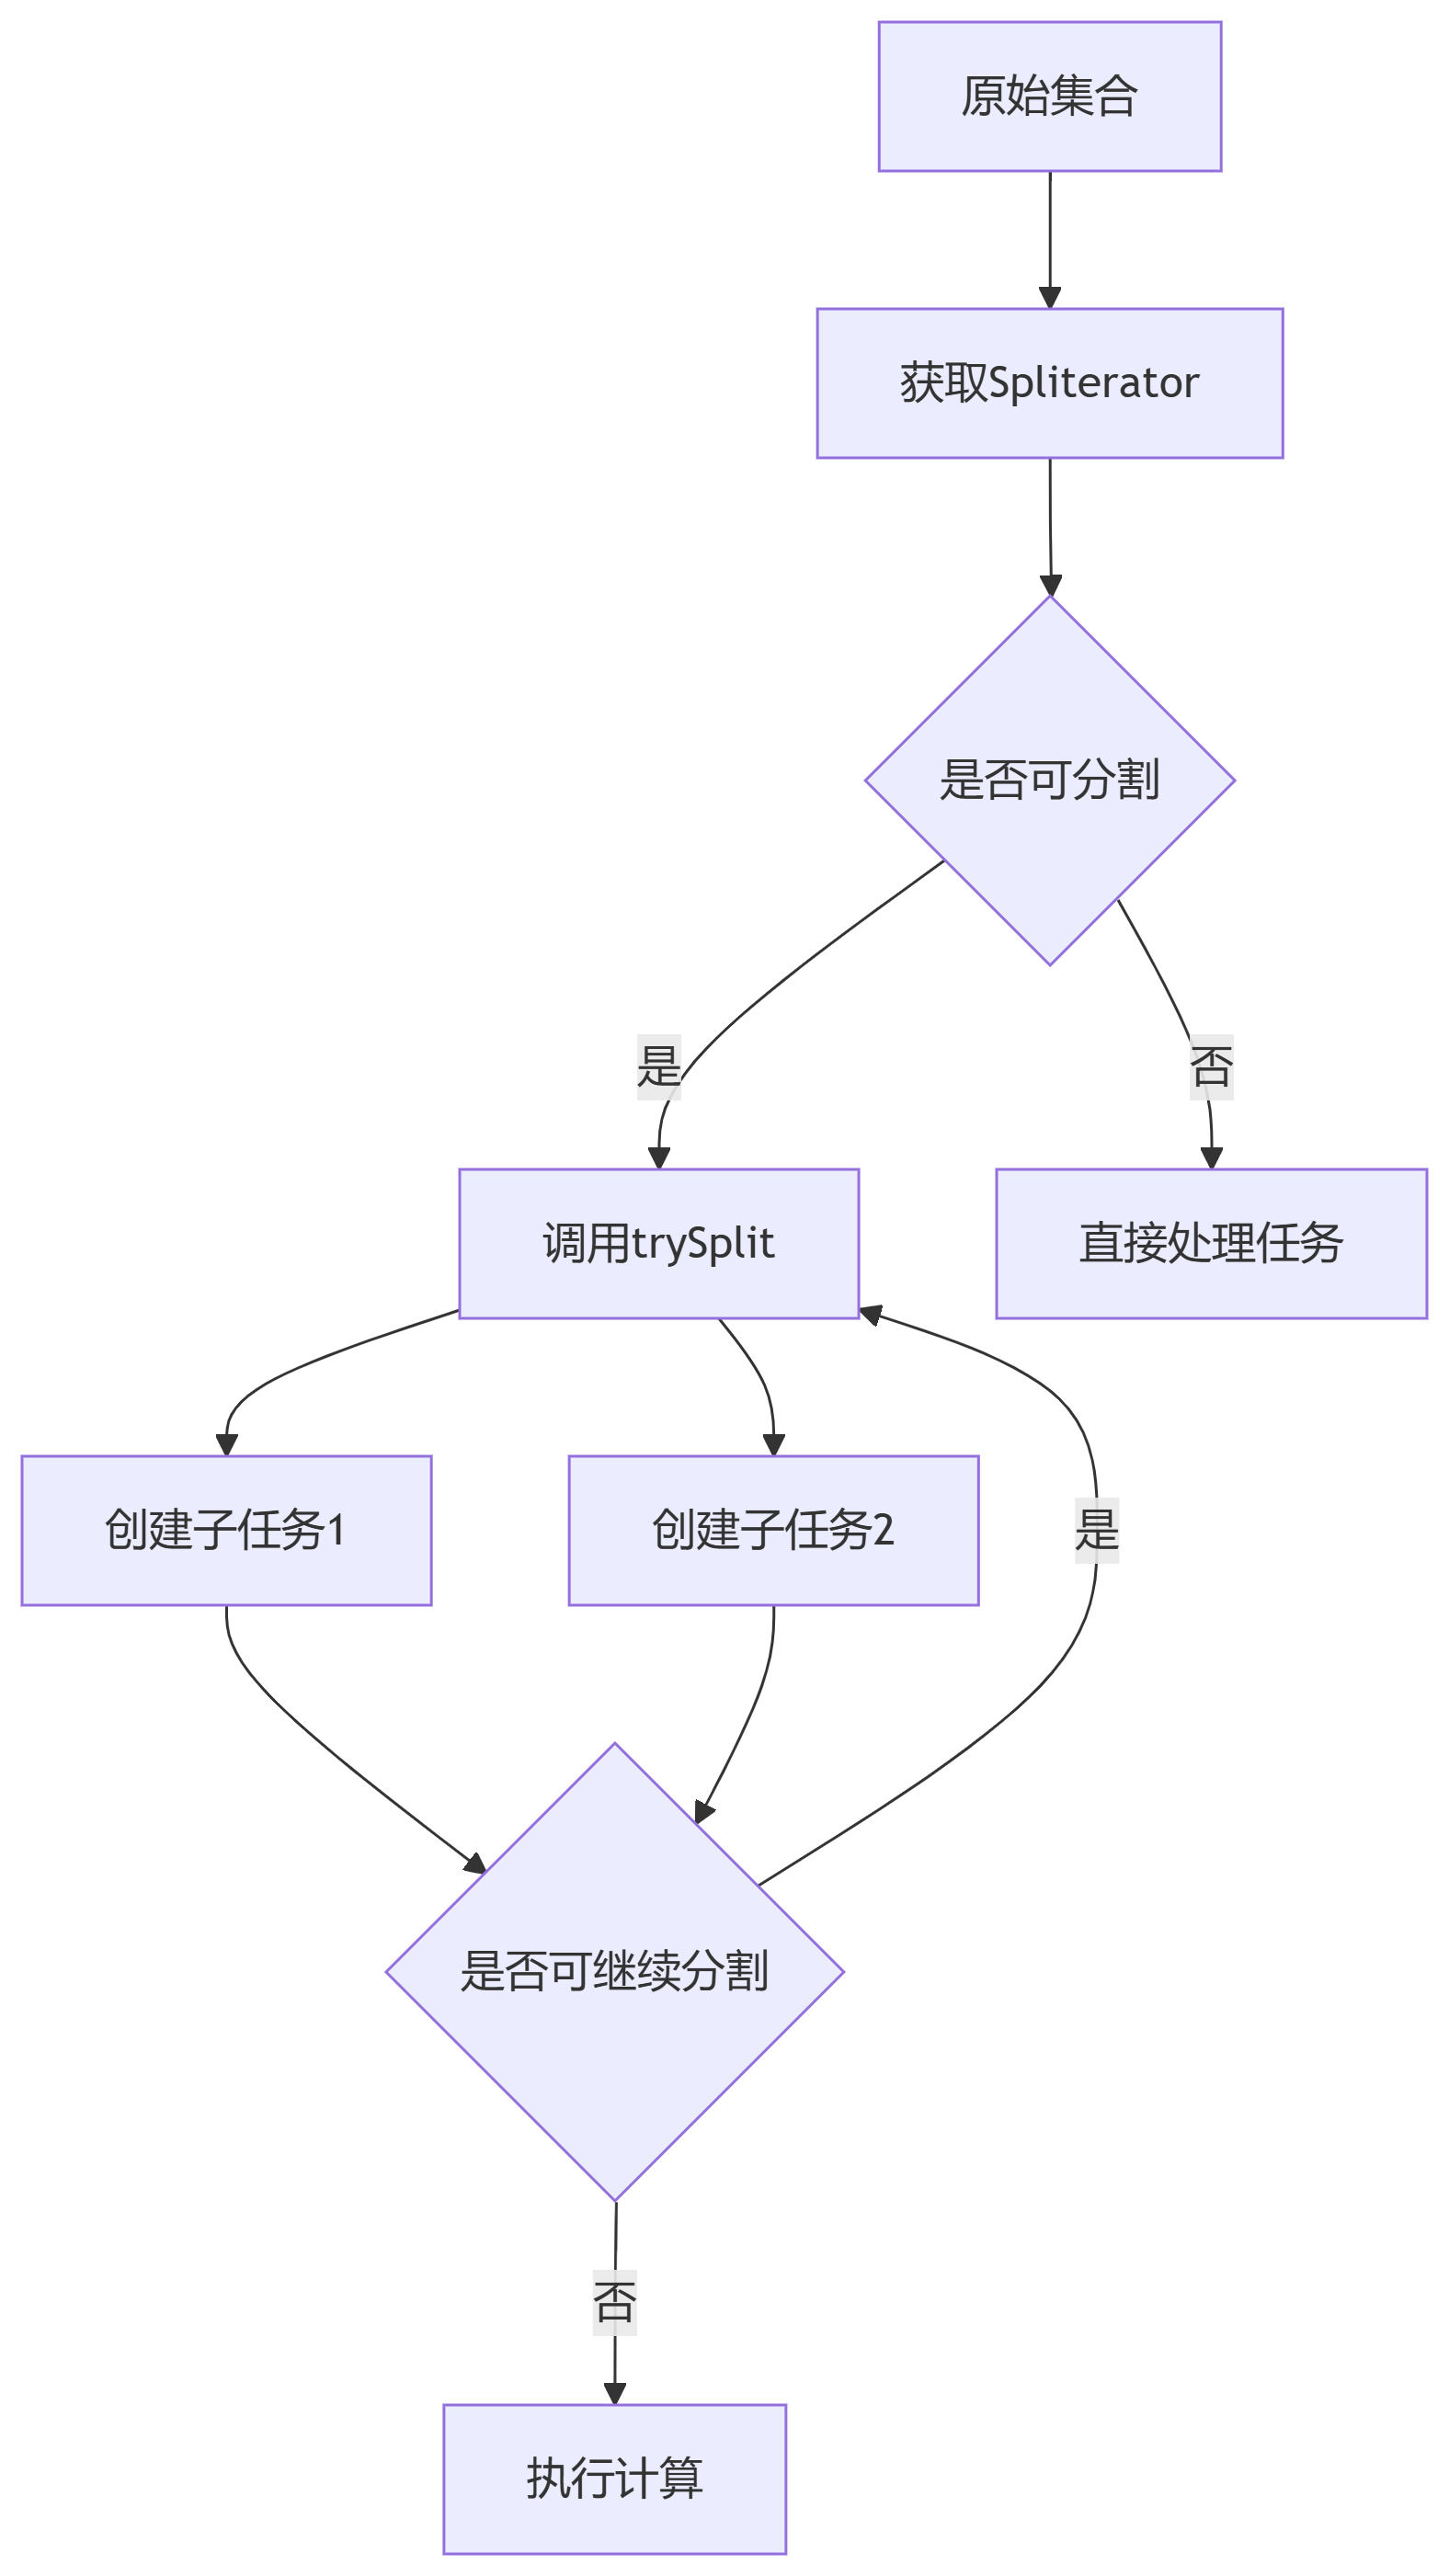 原始集合
获取Spliterator
是否可分割
是
否
调用trySplit
直接处理任务
创建子任务1
创建子任务2
是
是否可继续分割
否
执行计算